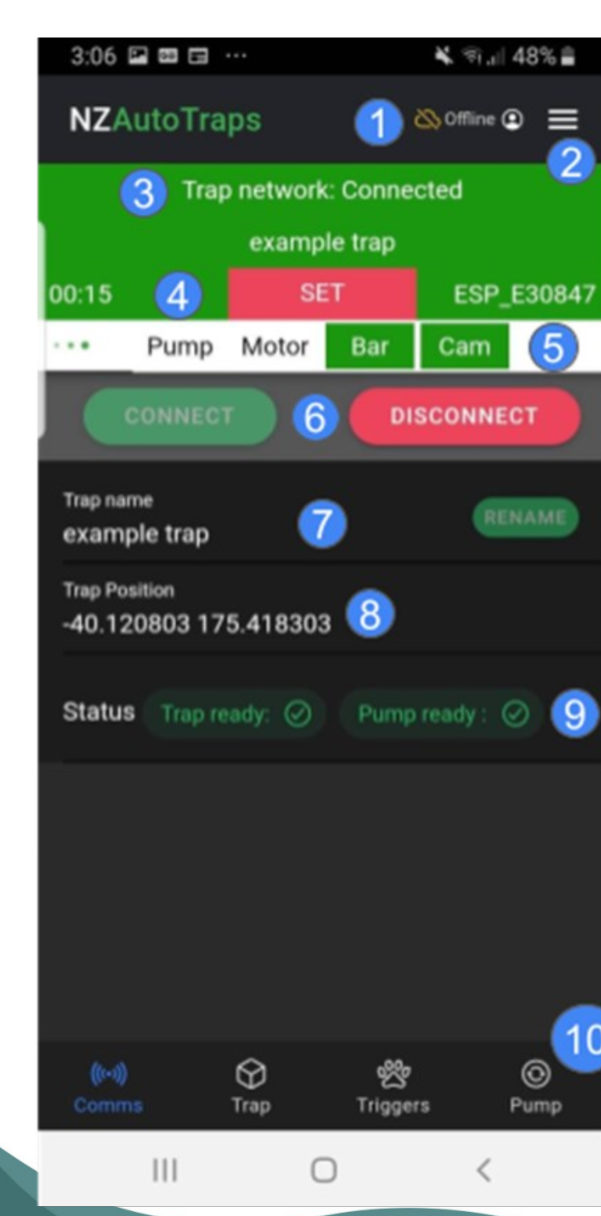 3:06 48%
NZAutoTraps 1 Offline
2
3 Trap network: Connected
example trap
00:15 4 SET ESP_E30847
Pump Motor Bar Cam 5
CONNECT 6 DISCONNECT
Trap name
example trap 7 RENAME
Trap Position
-40.120803 175.418303 8
Status Trap ready: Pump ready : 9
10
Comms Trap Triggers Pump